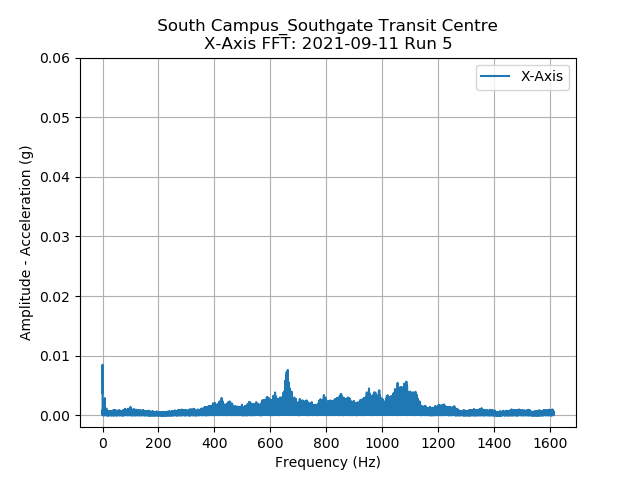 South Campus_Southgate Transit Centre
X-Axis FFT: 2021-09-11 Run 5
X-Axis
0.06
0.05
0.04
0.03
0.02
0.01
0.00
Amplitude - Acceleration (g)
0 200 400 600 800 1000 1200 1400 1600
Frequency (Hz)